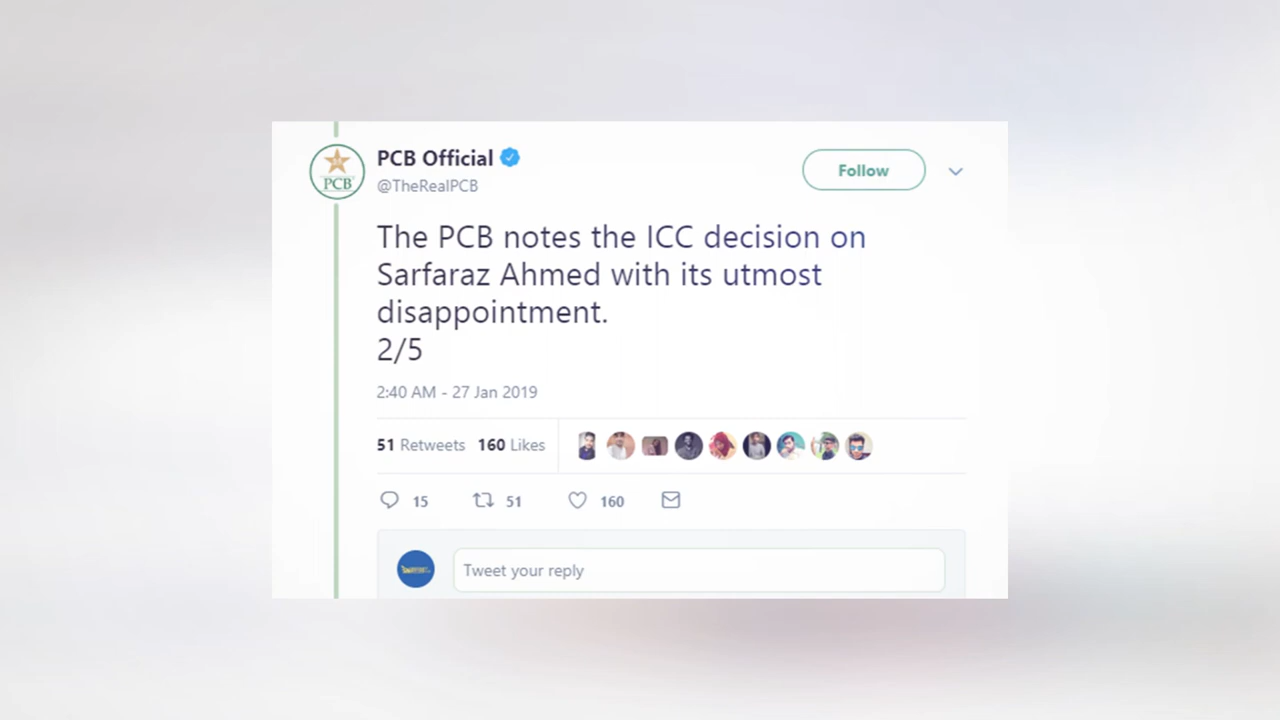 PCB
PCB Official
@TheRealPCB
Follow
The PCB notes the ICC decision on
Sarfaraz Ahmed with its utmost
disappointment.
2/5
2:40 AM - 27 Jan 2019
51 Retweets 160 Likes
15 51 160
Tweet your reply